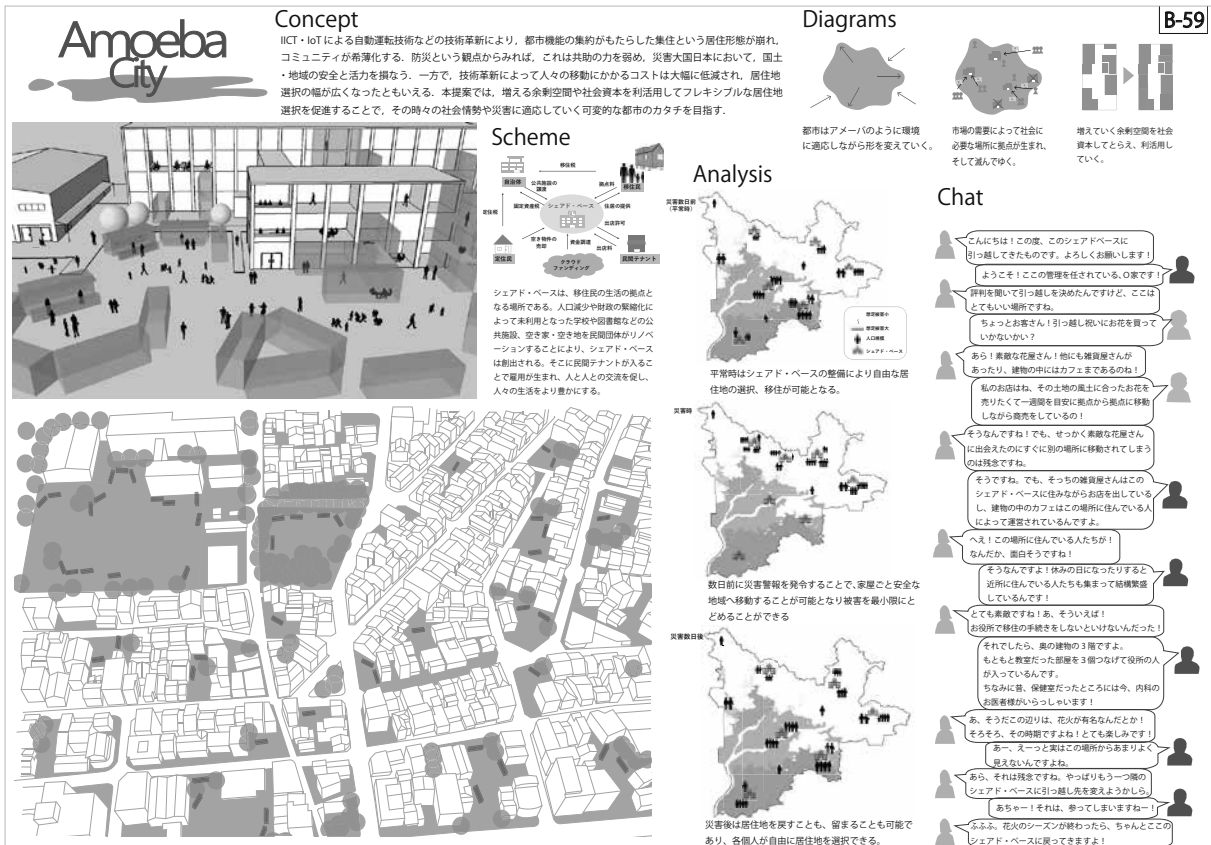 Amoeba
City
Concept
IICT・IoT による自動運転技術などの技術革新により，都市機能の集約がもたらした集住という居住形態が崩れ，
コミュニティが希薄化する．防災という観点からみれば，これは共助の力を弱め，災害大国日本において，国土
・地域の安全と活力を損なう．一方で，技術革新によって人々の移動にかかるコストは大幅に低減され，居住地
選択の幅が広くなったともいえる．本提案では，増える余剰空間や社会資本を利活用してフレキシブルな居住地
選択を促進することで，その時々の社会情勢や災害に適応していく可変的な都市のカタチを目指す．
Diagrams
B-59
都市はアメーバのように環境
に適応しながら形を変えていく。
市場の需要によって社会に
必要な場所に拠点が生まれ、
そして滅んでゆく。
増えていく余剰空間を社会
資本してとらえ、利活用し
ていく。
Scheme
移住税
自治体
移住民
公共施設の
譲渡
拠点料
固定資産税
シェアド・ベース
住居の提供
定住税
出店許可
空き物件の
売却
資金調達
出店料
定住民
クラウド
ファンディング
民間テナント
シェアド・ベースは、移住民の生活の拠点と
なる場所である。人口減少や財政の緊縮化に
よって未利用となった学校や図書館などの公
共施設、空き家・空き地を民間団体がリノベ
ーションすることにより、シェアド・ベース
は創出される。そこに民間テナントが入るこ
とで雇用が生まれ、人と人との交流を促し、
人々の生活をより豊かにする。
Analysis
災害数日前
（平常時）
想定被害小
想定被害大
人口規模
シェアド・ベース
平常時はシェアド・ベースの整備により自由な居
住地の選択、移住が可能となる。
災害時
数日前に災害警報を発令することで、家屋ごと安全な
地域へ移動することが可能となり被害を最小限にと
どめることができる
災害数日後
災害後は居住地を戻すことも、留まることも可能で
あり、各個人が自由に居住地を選択できる。
Chat
こんにちは！この度、このシェアドベースに
引っ越してきたものです。よろしくお願いします！
ようこそ！ここの管理を任されている、O家です！
評判を聞いて引っ越しを決めたんですけど、ここは
とてもいい場所ですね。
ちょっとお客さん！引っ越し祝いにお花を買って
いかないかい？
あら！素敵な花屋さん！他にも雑貨屋さんが
あったり、建物の中にはカフェまであるのね！
私のお店はね、その土地の風土に合ったお花を
売りたくて一週間を目安に拠点から拠点に移動
しながら商売をしているの！
そうなんですね！でも、せっかく素敵な花屋さん
に出会えたのにすぐに別の場所に移動されてしまう
のは残念ですね。
そうですね。でも、そっちの雑貨屋さんはこの
シェアド・ベースに住みながらお店を出している
し、建物の中のカフェはこの場所に住んでいる人
によって運営されているんですよ。
へえ！この場所に住んでいる人たちが！
なんだか、面白そうですね！
そうなんですよ！休みの日になったりすると
近所に住んでいる人たちも集まって結構繁盛
しているんです！
とても素敵ですね！あ、そういえば！
お役所で移住の手続きをしないといけないんだった！
それでしたら、奥の建物の３階ですよ。
もともと教室だった部屋を３個つなげて役所の人
が入っているんです。
ちなみに昔、保健室だったところには今、内科の
お医者様がいらっしゃいます！
あ、そうだこの辺りは、花火が有名なんだとか！
そろそろ、その時期ですよね！とても楽しみです！
あー、えーっと実はこの場所からあまりよく
見えないんですよね。
あら、それは残念ですね。やっぱりもう一つ隣の
シェアド・ベースに引っ越し先を変えようかしら。
あちゃー！それは、参ってしまいますねー！
ふふふ。花火のシーズンが終わったら、ちゃんとここの
シェアド・ベースに戻ってきますよ！